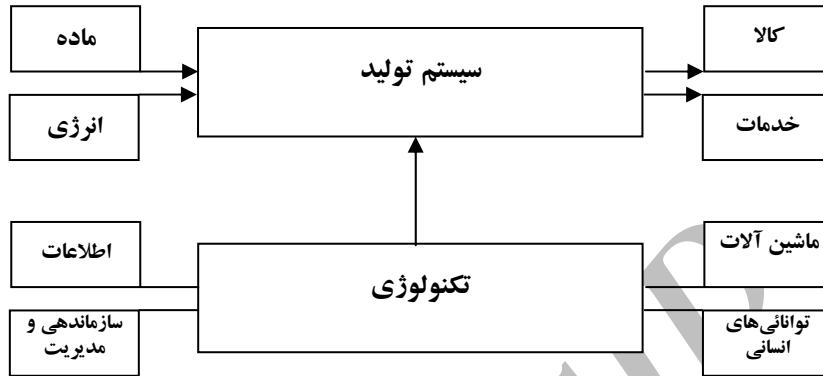 ماده
سیستم تولید
کالا
انرژی
خدمات
اطلاعات
تکنولوژی
ماشین آلات
سازماندهی و
مدیریت
توانائی‌های
انسانی